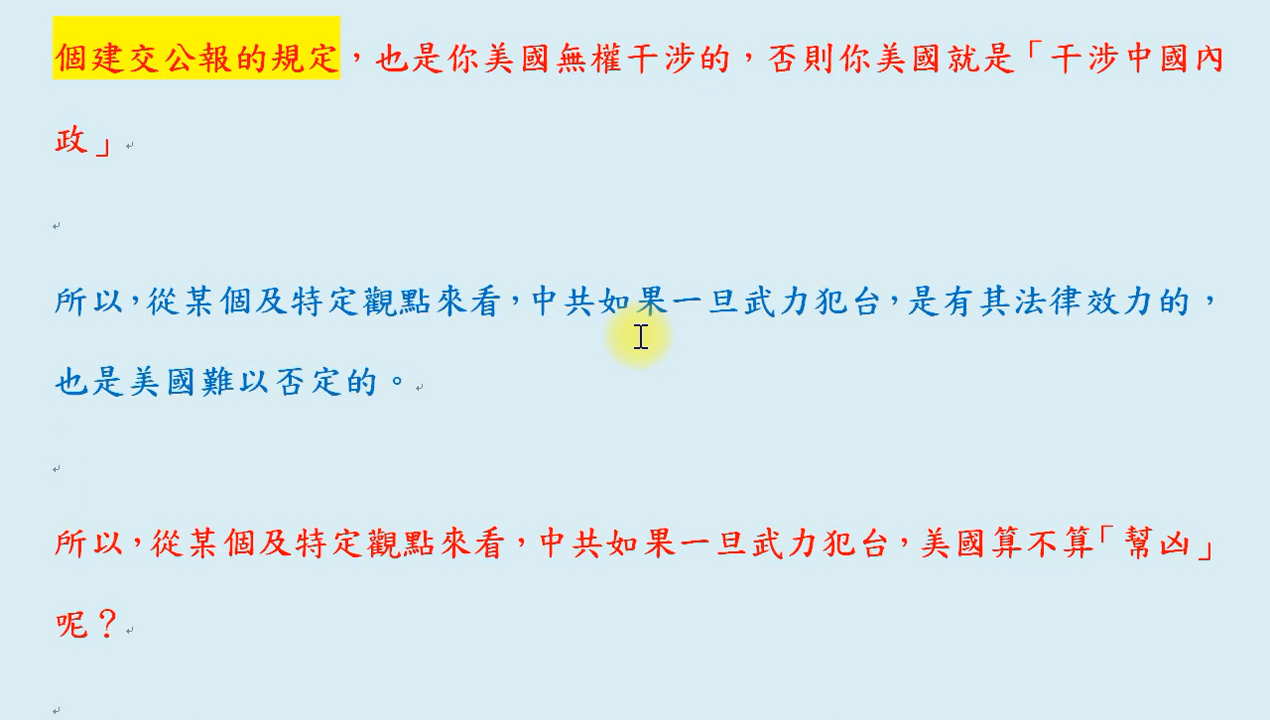 個建交公報的規定，也是你美國無權干涉的，否則你美國就是「干涉中國內
政」
所以，從某個及特定觀點來看，中共如果一旦武力犯台，是有其法律效力的，
也是美國難以否定的。
所以，從某個及特定觀點來看，中共如果一旦武力犯台，美國算不算「幫凶」
呢？